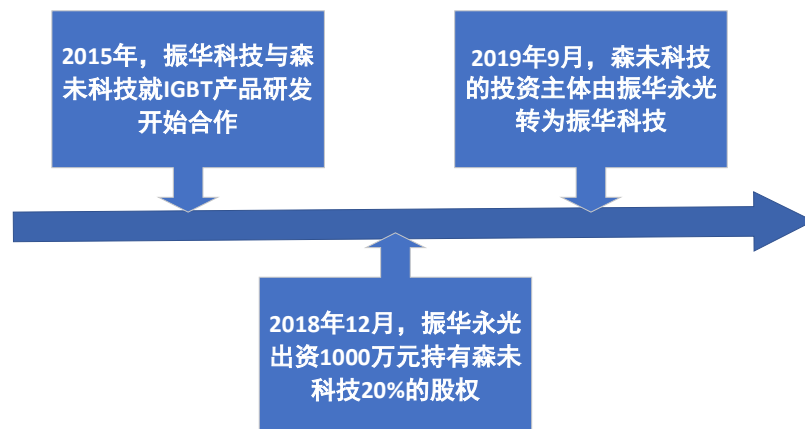 2015年，振华科技与森
未科技就IGBT产品研发
开始合作
2018年12月，振华永光
出资1000万元持有森未
科技20%的股权
2019年9月，森未科技
的投资主体由振华永光
转为振华科技